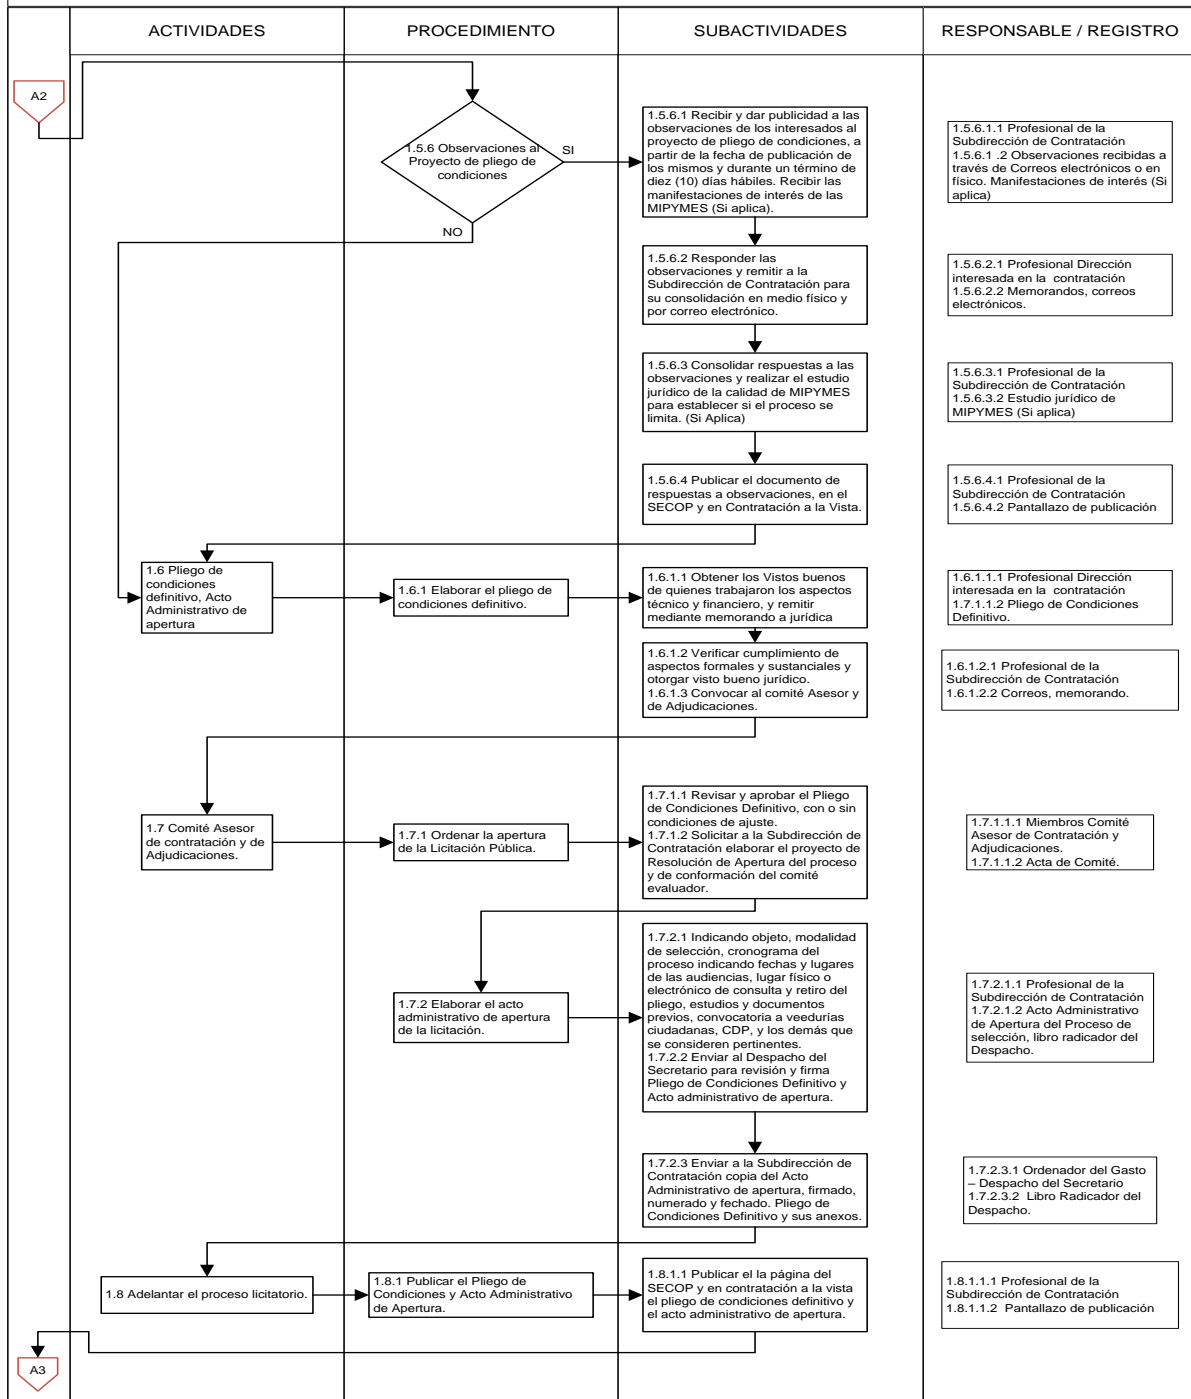 ACTIVIDADES
PROCEDIMIENTO
SUBACTIVIDADES
RESPONSABLE / REGISTRO
A2
1.5.6 Observaciones al
Proyecto de pliego de
condiciones
SI
NO
1.5.6.1 Recibir y dar publicidad a las
observaciones de los interesados al
proyecto de pliego de condiciones, a
partir de la fecha de publicación de
los mismos y durante un término de
diez (10) días hábiles. Recibir las
manifestaciones de interés de las
MIPYMES (Si aplica).
1.5.6.1.1 Profesional de la
Subdirección de Contratación
1.5.6.1 .2 Observaciones recibidas a
través de Correos electrónicos o en
físico. Manifestaciones de interés (Si
aplica)
1.5.6.2 Responder las
observaciones y remitir a la
Subdirección de Contratación para
su consolidación en medio físico y
por correo electrónico.
1.5.6.2.1 Profesional Dirección
interesada en la  contratación
1.5.6.2.2 Memorandos, correos
electrónicos.
1.5.6.3 Consolidar respuestas a las
observaciones y realizar el estudio
jurídico de la calidad de MIPYMES
para establecer si el proceso se
limita. (Si Aplica)
1.5.6.3.1 Profesional de la
Subdirección de Contratación
1.5.6.3.2 Estudio jurídico de
MIPYMES (Si aplica)
1.5.6.4 Publicar el documento de
respuestas a observaciones, en el
SECOP y en Contratación a la Vista.
1.5.6.4.1 Profesional de la
Subdirección de Contratación
1.5.6.4.2 Pantallazo de publicación
1.6 Pliego de
condiciones
definitivo, Acto
Administrativo de
apertura
1.6.1 Elaborar el pliego de
condiciones definitivo.
1.6.1.1 Obtener los Vistos buenos
de quienes trabajaron los aspectos
técnico y financiero, y remitir
mediante memorando a jurídica
1.6.1.1.1 Profesional Dirección
interesada en la  contratación
1.7.1.1.2 Pliego de Condiciones
Definitivo.
1.6.1.2 Verificar cumplimiento de
aspectos formales y sustanciales y
otorgar visto bueno jurídico.
1.6.1.3 Convocar al comité Asesor y
de Adjudicaciones.
1.6.1.2.1 Profesional de la
Subdirección de Contratación
1.6.1.2.2 Correos, memorando.
1.7 Comité Asesor
de contratación y de
Adjudicaciones.
1.7.1 Ordenar la apertura
de la Licitación Pública.
1.7.1.1 Revisar y aprobar el Pliego
de Condiciones Definitivo, con o sin
condiciones de ajuste.
1.7.1.2 Solicitar a la Subdirección de
Contratación elaborar el proyecto de
Resolución de Apertura del proceso
y de conformación del comité
evaluador.
1.7.1.1.1 Miembros Comité
Asesor de Contratación y
Adjudicaciones.
1.7.1.1.2 Acta de Comité.
1.7.2 Elaborar el acto
administrativo de apertura
de la licitación.
1.7.2.1 Indicando objeto, modalidad
de selección, cronograma del
proceso indicando fechas y lugares
de las audiencias, lugar físico o
electrónico de consulta y retiro del
pliego, estudios y documentos
previos, convocatoria a veedurías
ciudadanas, CDP, y los demás que
se consideren pertinentes.
1.7.2.2 Enviar al Despacho del
Secretario para revisión y firma
Pliego de Condiciones Definitivo y
Acto administrativo de apertura.
1.7.2.1.1 Profesional de la
Subdirección de Contratación
1.7.2.1.2 Acto Administrativo
de Apertura del Proceso de
selección, libro radicador del
Despacho.
1.7.2.3 Enviar a la Subdirección de
Contratación copia del Acto
Administrativo de apertura, firmado,
numerado y fechado. Pliego de
Condiciones Definitivo y sus anexos.
1.7.2.3.1 Ordenador del Gasto
– Despacho del Secretario
1.7.2.3.2  Libro Radicador del
Despacho.
1.8 Adelantar el proceso licitatorio.
1.8.1 Publicar el Pliego de
Condiciones y Acto Administrativo
de Apertura.
1.8.1.1 Publicar el la página del
SECOP y en contratación a la vista
el pliego de condiciones definitivo y
el acto administrativo de apertura.
1.8.1.1.1 Profesional de la
Subdirección de Contratación
1.8.1.1.2  Pantallazo de publicación
A3